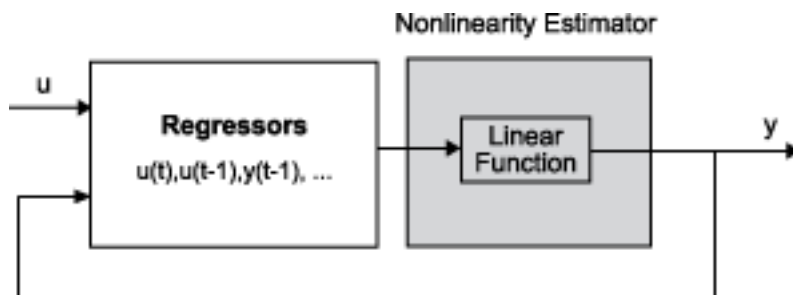 Nonlinearity Estimator
u
Regressors
u(t),u(t-1),y(t-1), ...
Linear
Function
y